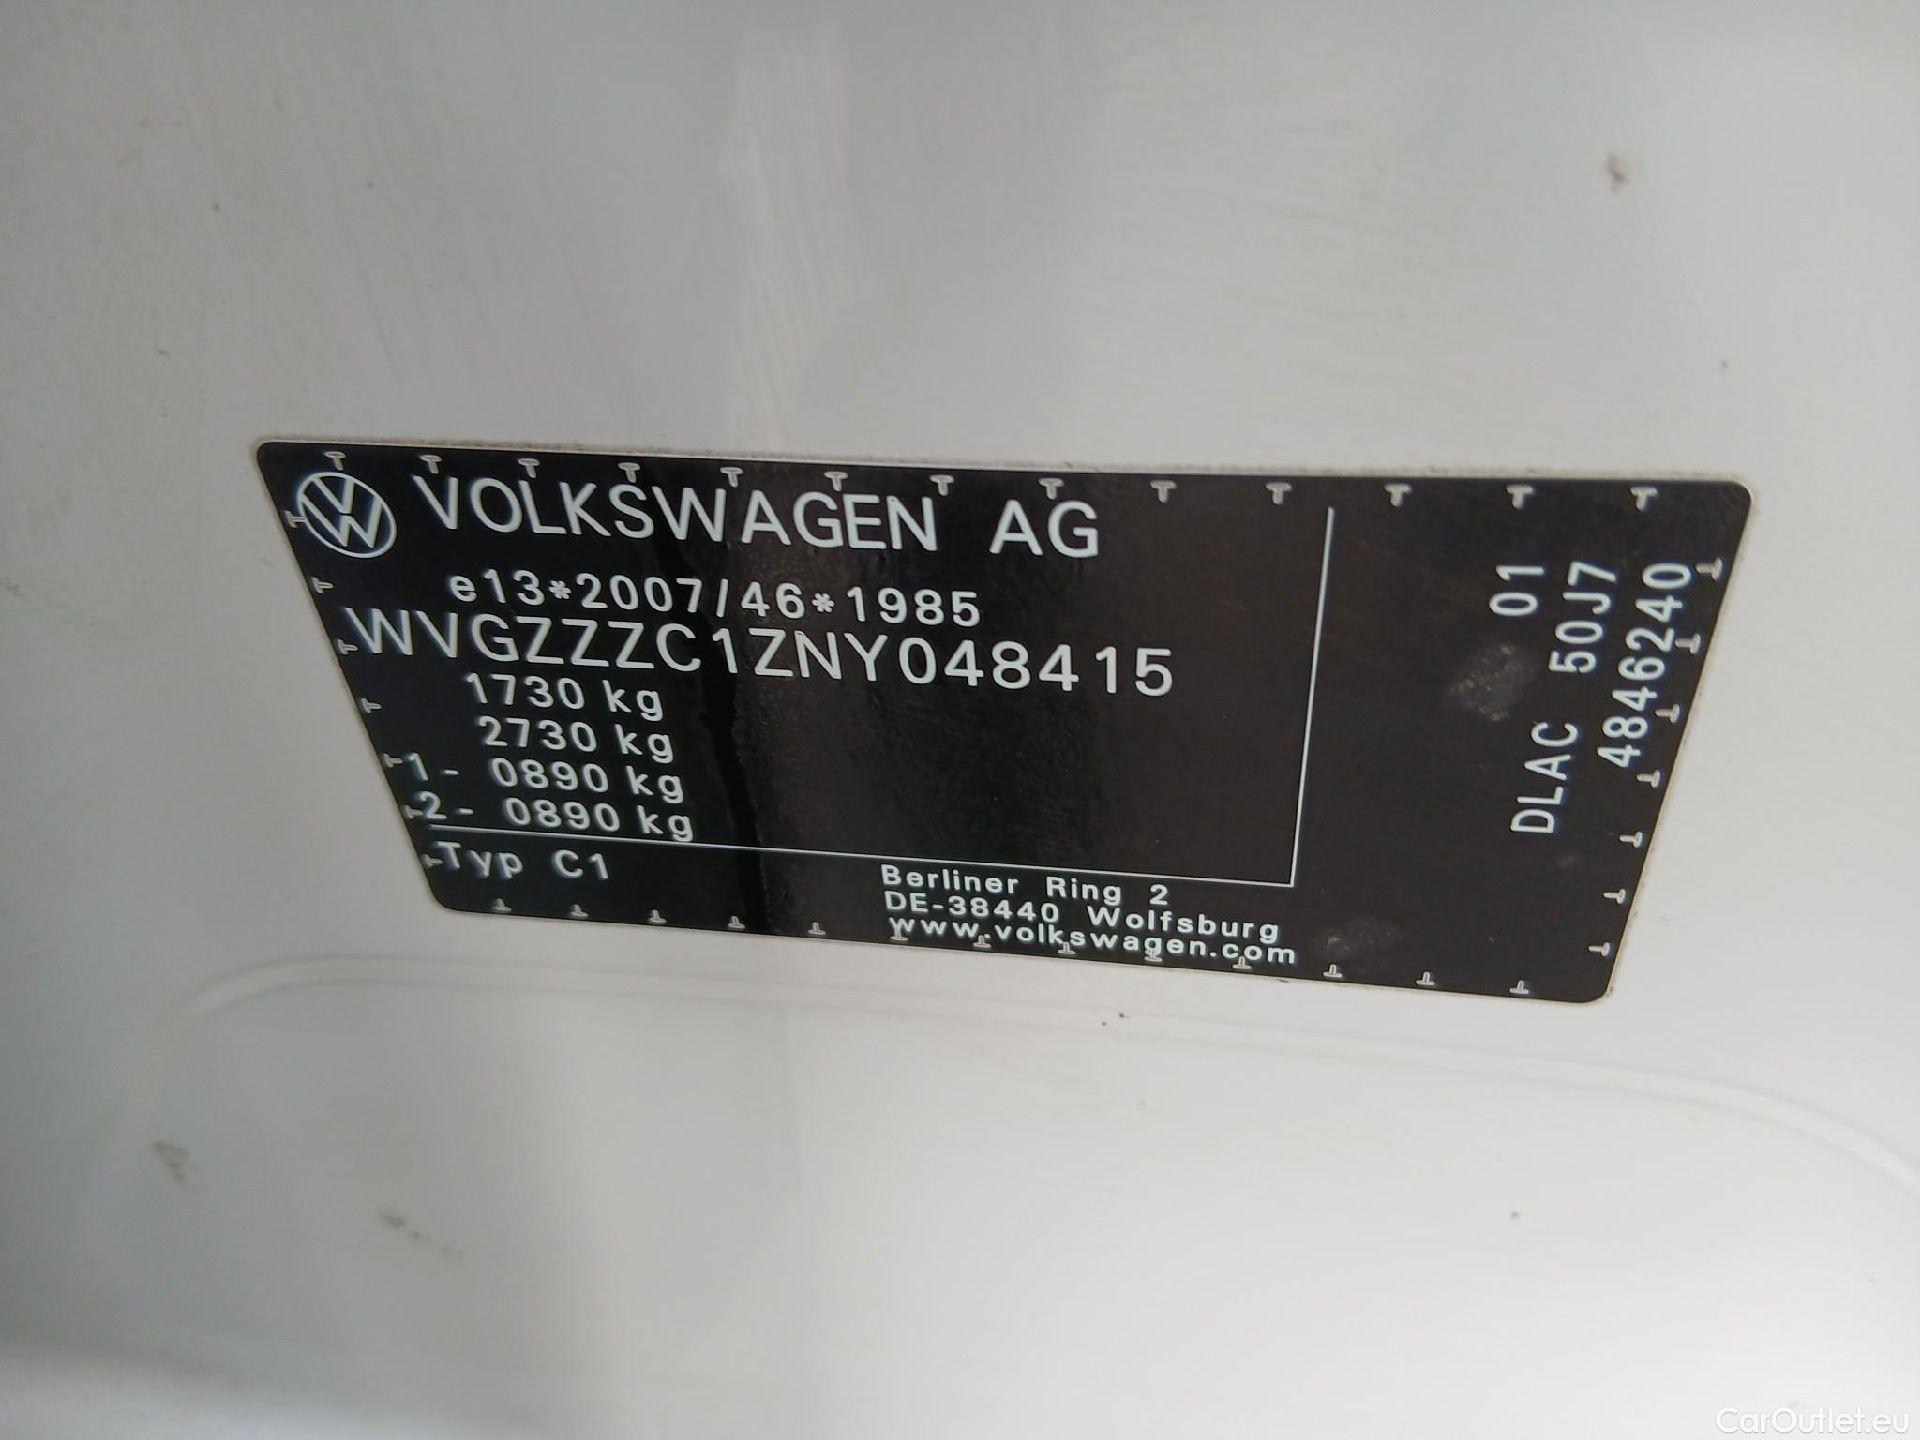 VOLKSWAGEN AG
e13*2007/46*1985
WVGZZZC1ZNY048415
1730 kg
2730 kg
1- 0890 kg
2- 0890 kg
Typ C1
Berliner Ring 2
DE-38440 Wolfsburg
www.volkswagen.com
01
DLAC 50J7
4846240
CarOutlet.eu